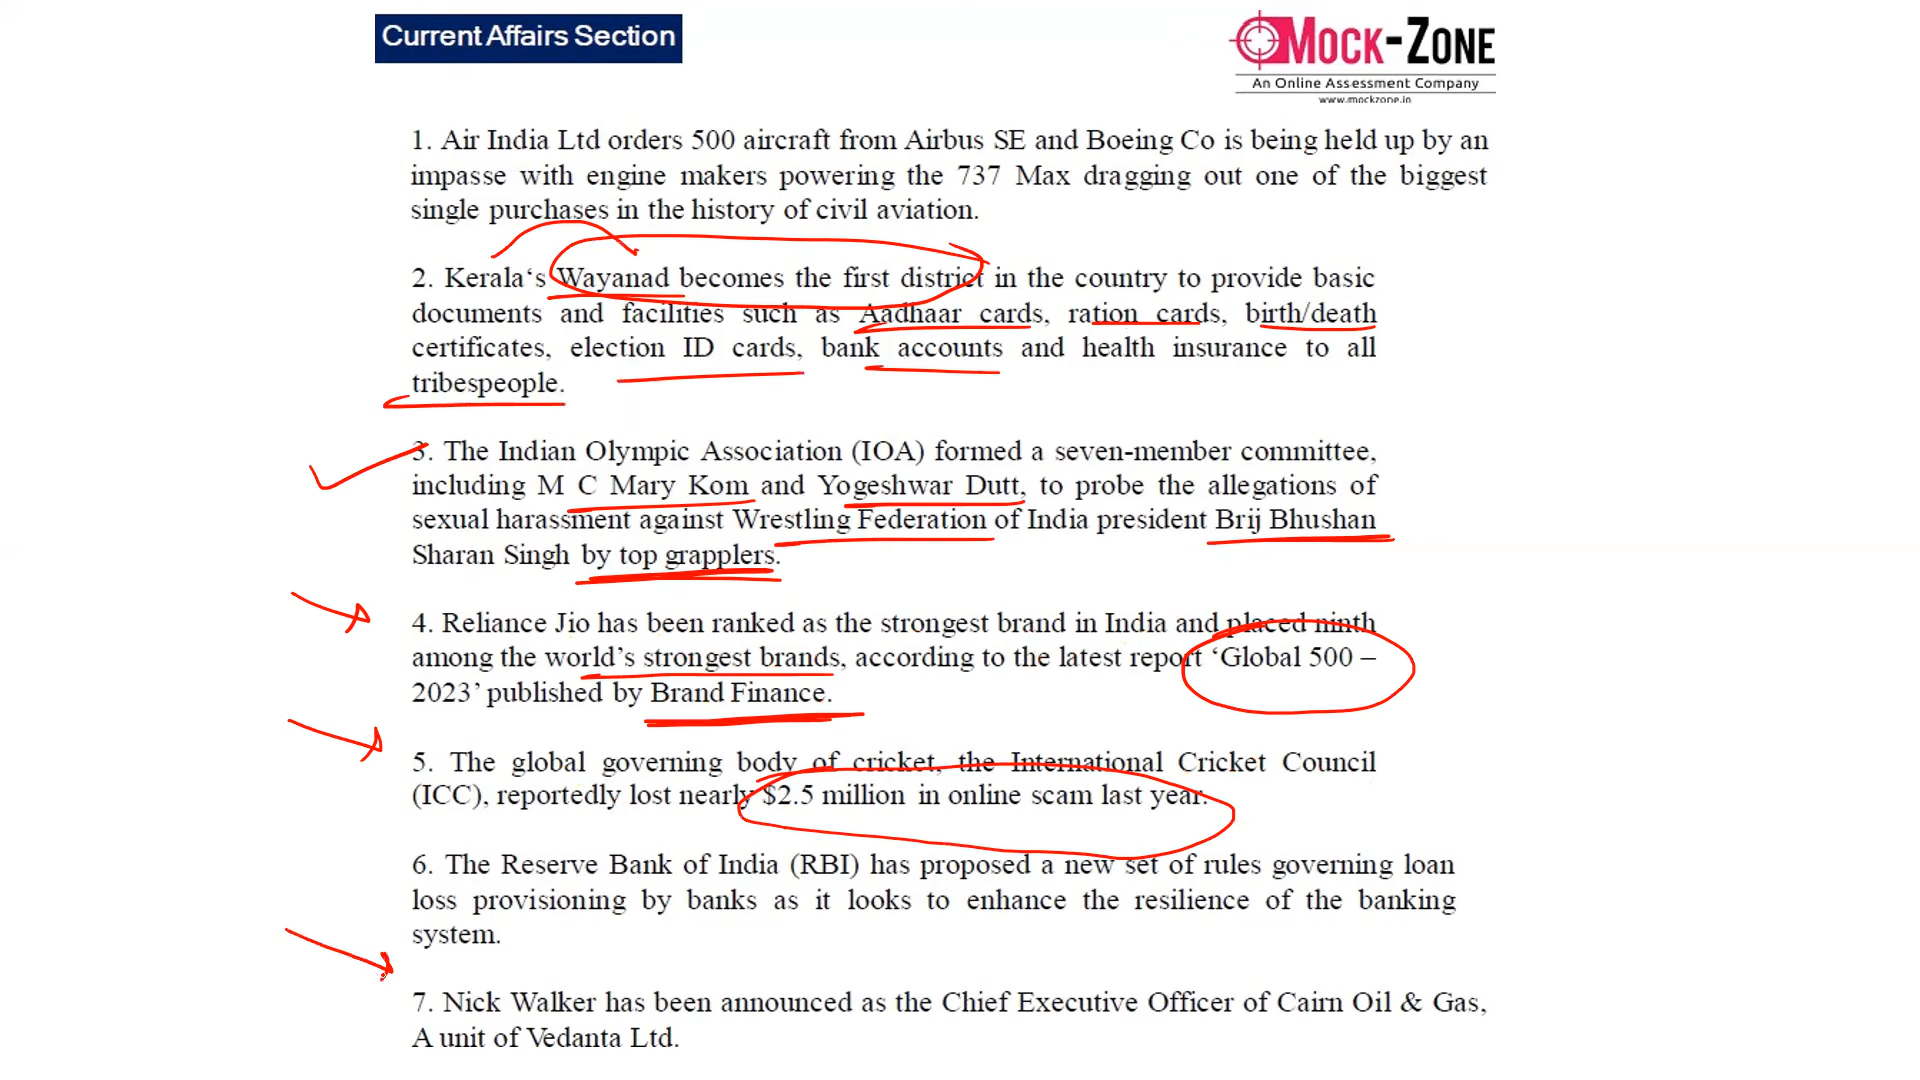 Current Affairs Section
MOCK-ZONE
An Online Assessment Company
www.mockzone.in
1. Air India Ltd orders 500 aircraft from Airbus SE and Boeing Co is being held up by an
impasse with engine makers powering the 737 Max dragging out one of the biggest
single purchases in the history of civil aviation.
2. Kerala‘s Wayanad becomes the first district in the country to provide basic
documents and facilities such as Aadhaar cards, ration cards, birth/death
certificates, election ID cards, bank accounts and health insurance to all
tribespeople.
3. The Indian Olympic Association (IOA) formed a seven-member committee,
including M C Mary Kom and Yogeshwar Dutt, to probe the allegations of
sexual harassment against Wrestling Federation of India president Brij Bhushan
Sharan Singh by top grapplers.
4. Reliance Jio has been ranked as the strongest brand in India and placed ninth
among the world’s strongest brands, according to the latest report ‘Global 500 –
2023’ published by Brand Finance.
5. The global governing body of cricket, the International Cricket Council
(ICC), reportedly lost nearly $2.5 million in online scam last year.
6. The Reserve Bank of India (RBI) has proposed a new set of rules governing loan
loss provisioning by banks as it looks to enhance the resilience of the banking
system.
7. Nick Walker has been announced as the Chief Executive Officer of Cairn Oil & Gas,
A unit of Vedanta Ltd.